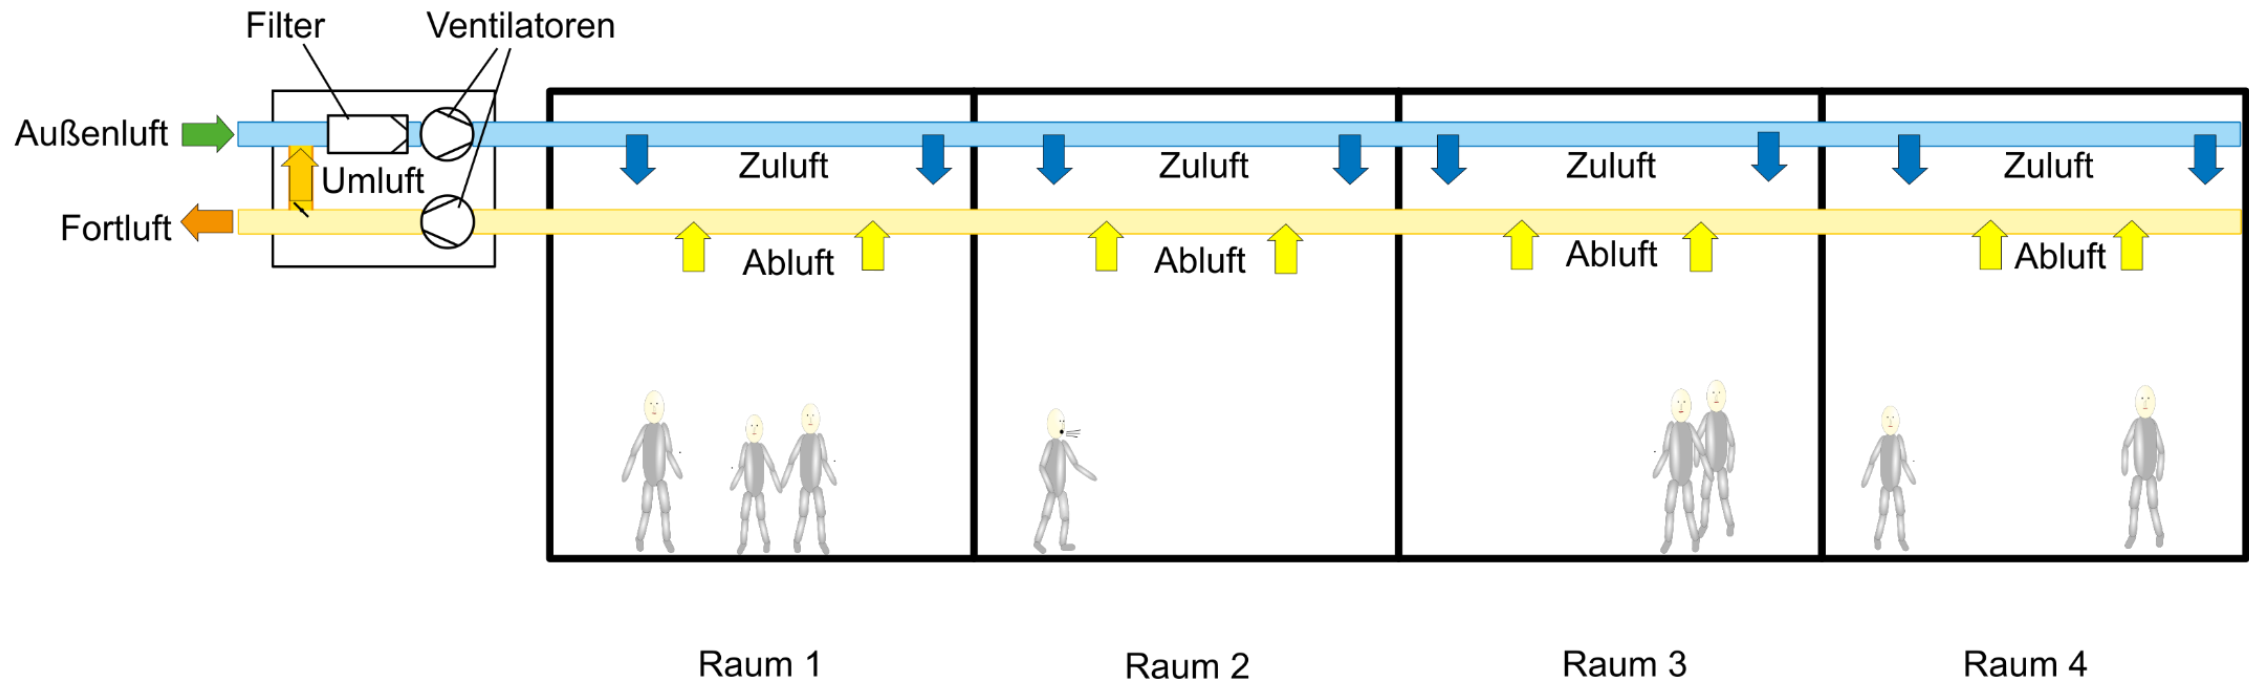 Filter
Ventilatoren
Außenluft
Umluft
Fortluft
Zuluft
Zuluft
Zuluft
Zuluft
Abluft
Abluft
Abluft
Abluft
Raum 1
Raum 2
Raum 3
Raum 4